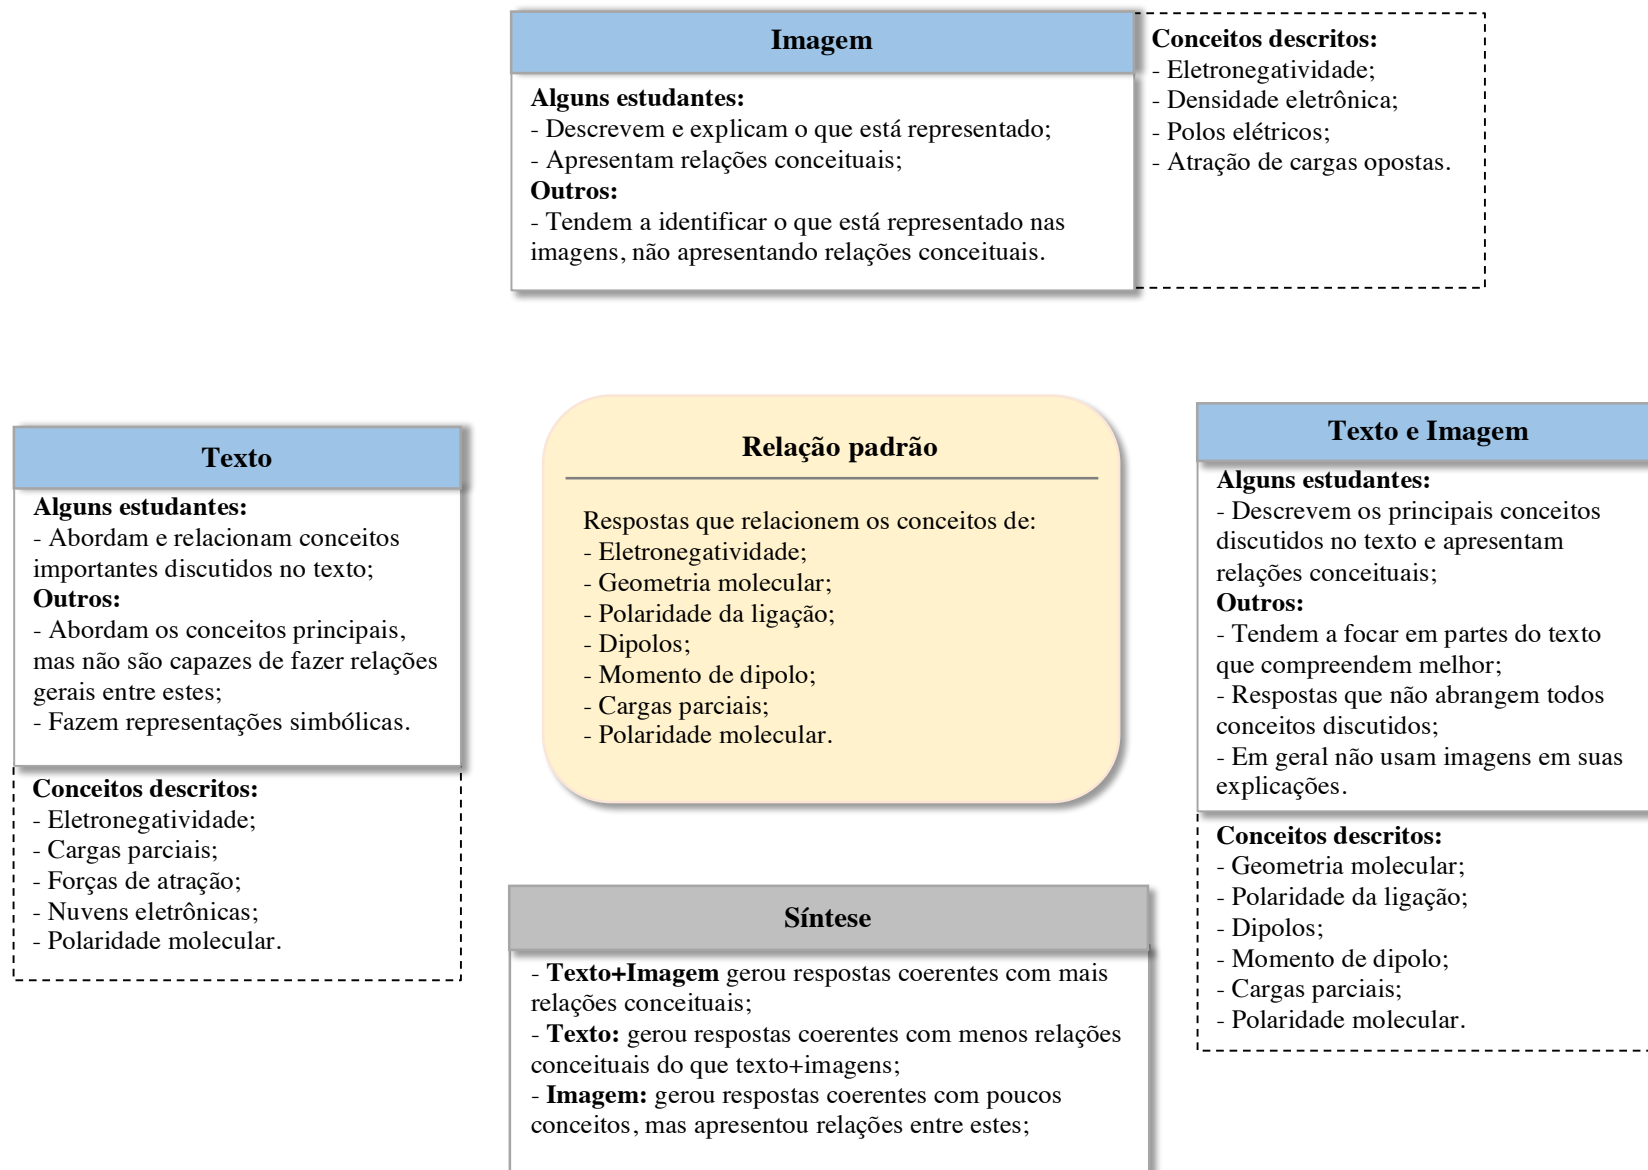 Imagem
Alguns estudantes:
- Descrevem e explicam o que está representado;
- Apresentam relações conceituais;
Outros:
- Tendem a identificar o que está representado nas
imagens, não apresentando relações conceituais.
Conceitos descritos:
- Eletronegatividade;
- Densidade eletrônica;
- Polos elétricos;
- Atração de cargas opostas.
Texto
Alguns estudantes:
- Abordam e relacionam conceitos
importantes discutidos no texto;
Outros:
- Abordam os conceitos principais,
mas não são capazes de fazer relações
gerais entre estes;
- Fazem representações simbólicas.
Conceitos descritos:
- Eletronegatividade;
- Cargas parciais;
- Forças de atração;
- Nuvens eletrônicas;
- Polaridade molecular.
Relação padrão
Respostas que relacionem os conceitos de:
- Eletronegatividade;
- Geometria molecular;
- Polaridade da ligação;
- Dipolos;
- Momento de dipolo;
- Cargas parciais;
- Polaridade molecular.
Texto e Imagem
Alguns estudantes:
- Descrevem os principais conceitos
discutidos no texto e apresentam
relações conceituais;
Outros:
- Tendem a focar em partes do texto
que compreendem melhor;
- Respostas que não abrangem todos
conceitos discutidos;
- Em geral não usam imagens em suas
explicações.
Conceitos descritos:
- Geometria molecular;
- Polaridade da ligação;
- Dipolos;
- Momento de dipolo;
- Cargas parciais;
- Polaridade molecular.
Síntese
- Texto+Imagem gerou respostas coerentes com mais
relações conceituais;
- Texto: gerou respostas coerentes com menos relações
conceituais do que texto+imagens;
- Imagem: gerou respostas coerentes com poucos
conceitos, mas apresentou relações entre estes;